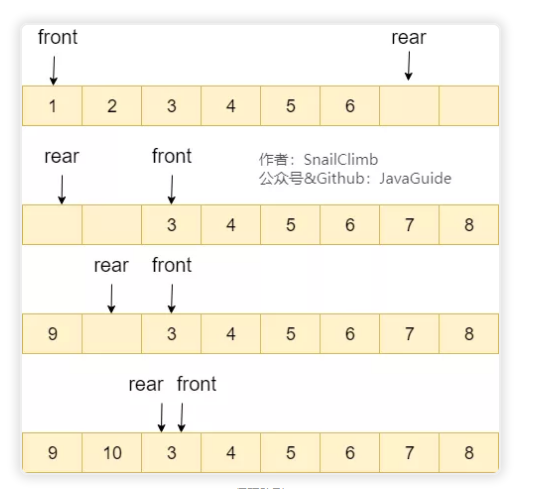 front rear
1 2 3 4 5 6
rear front 作者：SnailClimb
公众号&Github：JavaGuide
3 4 5 6 7 8
rear front
9 3 4 5 6 7 8
rear front
9 10 3 4 5 6 7 8